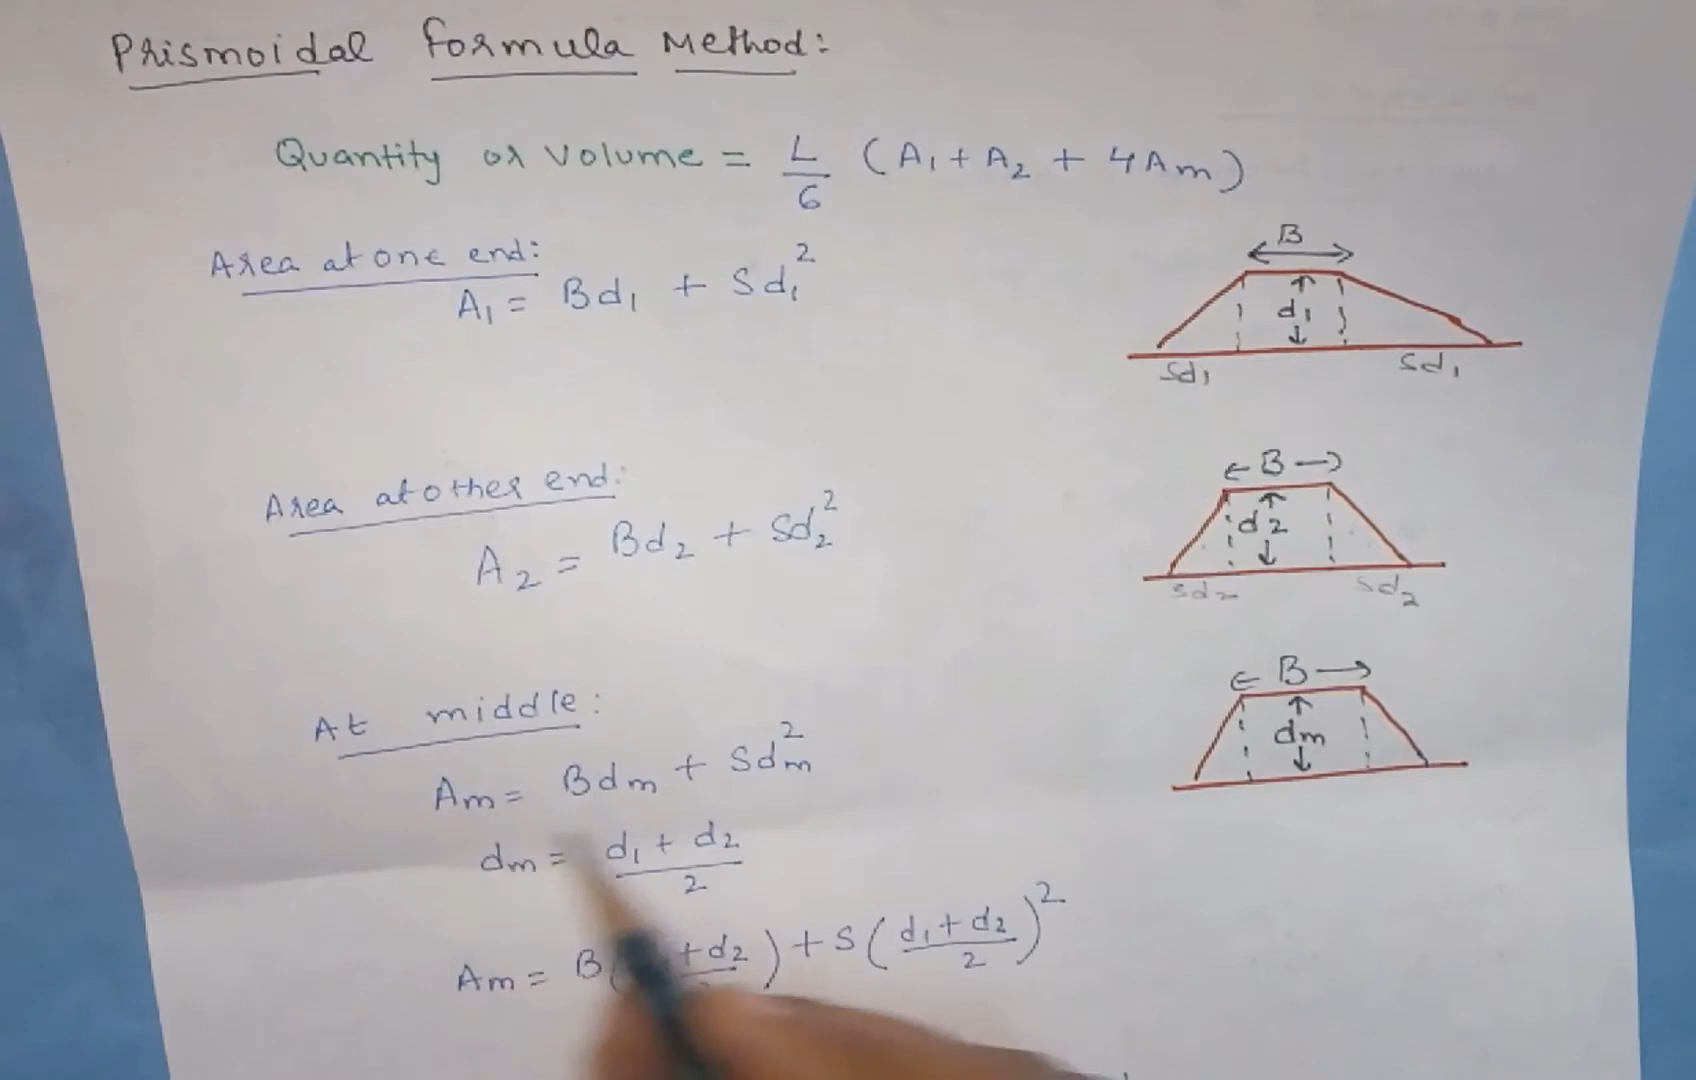 Prismoidal Formula Method:
Quantity or Volume = L/6 (A₁ + A₂ + 4Am)
Area at one end:
A₁ = Bd₁ + Sd₁²
B
d₁
Sd₁ Sd₁
Area at other end:
A₂ = Bd₂ + Sd₂²
B
d₂
Sd₂ Sd₂
At middle:
Am = Bdm + Sdm²
B
dm
dm = d₁ + d₂ / 2
Am = B( + d₂ ) + S(d₁ + d₂ / 2)²